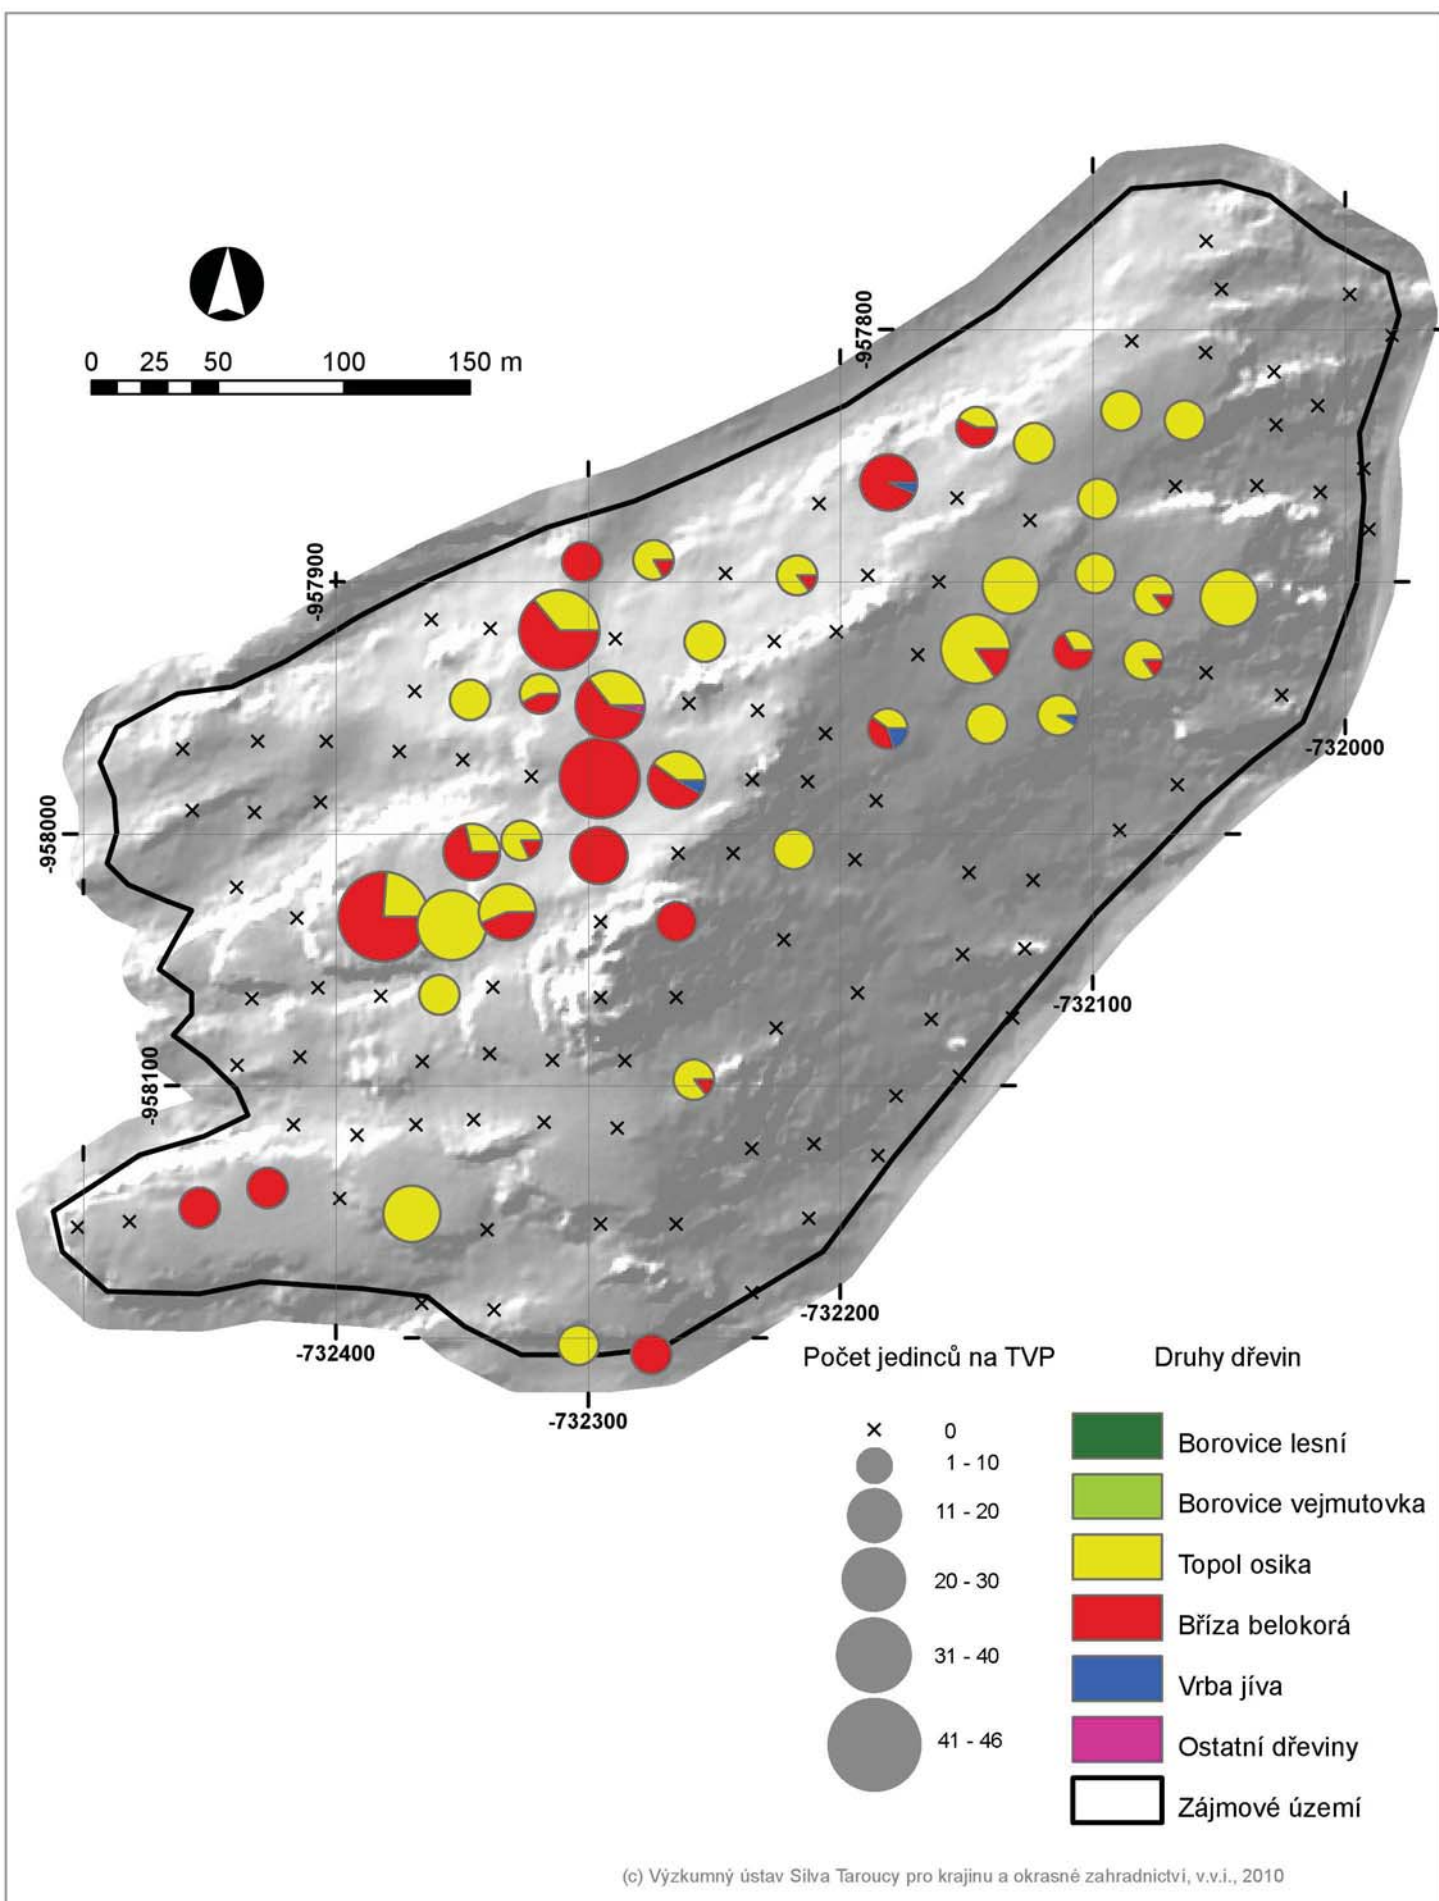 -957800
0 25 50 100 150 m
-957900
-732000
-958000
-732100
-958100
-732200
-732400
-732300
Počet jedinců na TVP
0
1 - 10
11 - 20
20 - 30
31 - 40
41 - 46
Druhy dřevin
Borovice lesní
Borovice vejmutovka
Topol osika
Bříza belokorá
Vrba jíva
Ostatní dřeviny
Zájmové území
(c) Výzkumný ústav Silva Taroucy pro krajinu a okrasné zahradnictví, v.v.i., 2010